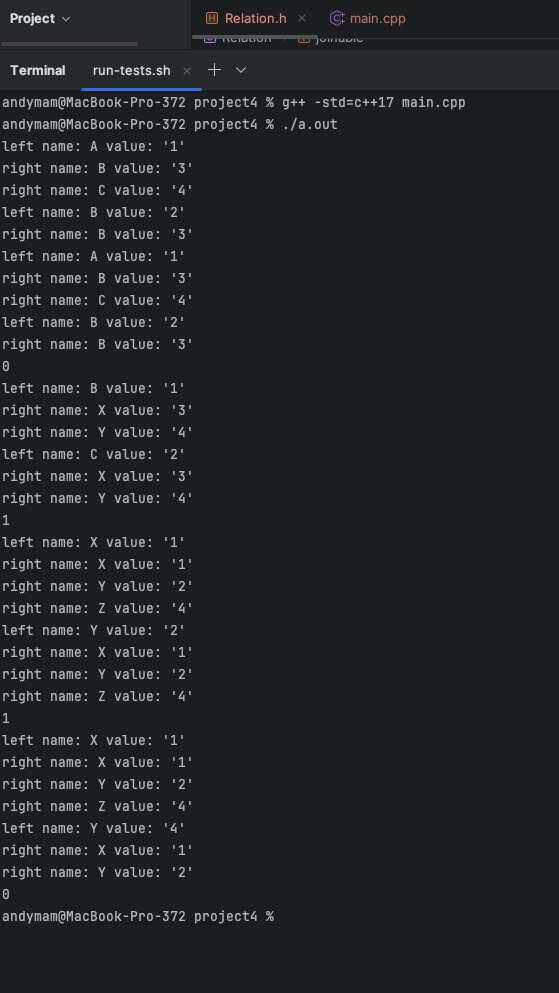 Project
Relation.h
main.cpp
Relation
joinable
Terminal
run-tests.sh
andymam@MacBook-Pro-372 project4 % g++ -std=c++17 main.cpp
andymam@MacBook-Pro-372 project4 % ./a.out
left name: A value: '1'
right name: B value: '3'
right name: C value: '4'
left name: B value: '2'
right name: B value: '3'
left name: A value: '1'
right name: B value: '3'
right name: C value: '4'
left name: B value: '2'
right name: B value: '3'
0
left name: B value: '1'
right name: X value: '3'
right name: Y value: '4'
left name: C value: '2'
right name: X value: '3'
right name: Y value: '4'
1
left name: X value: '1'
right name: X value: '1'
right name: Y value: '2'
right name: Z value: '4'
left name: Y value: '2'
right name: X value: '1'
right name: Y value: '2'
right name: Z value: '4'
1
left name: X value: '1'
right name: X value: '1'
right name: Y value: '2'
right name: Z value: '4'
left name: Y value: '4'
right name: X value: '1'
right name: Y value: '2'
0
andymam@MacBook-Pro-372 project4 %